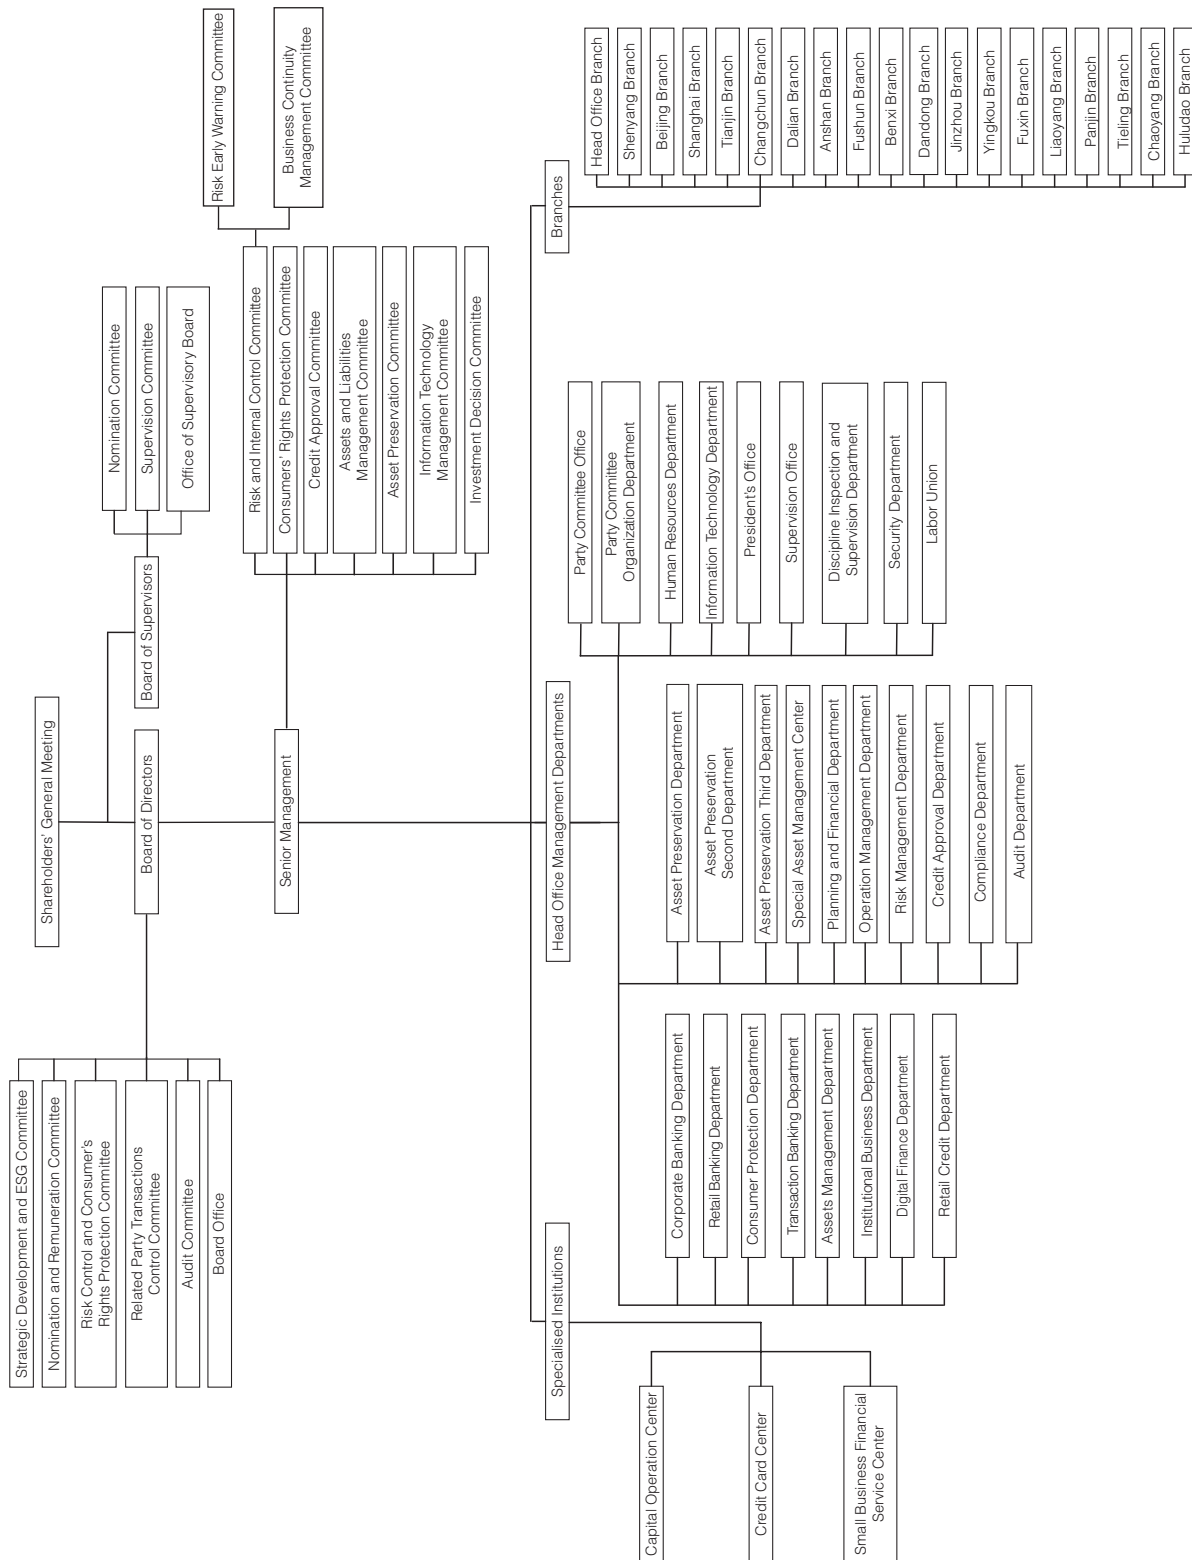 Shareholders' General Meeting
Board of Directors
Board of Supervisors
Strategic Development and ESG Committee
Nomination and Remuneration Committee
Risk Control and Consumer's
Rights Protection Committee
Related Party Transactions
Control Committee
Audit Committee
Board Office
Nomination Committee
Supervision Committee
Office of Supervisory Board
Senior Management
Risk and Internal Control Committee
Consumers' Rights Protection Committee
Credit Approval Committee
Assets and Liabilities
Management Committee
Asset Preservation Committee
Information Technology
Management Committee
Investment Decision Committee
Risk Early Warning Committee
Business Continuity
Management Committee
Specialised Institutions
Head Office Management Departments
Branches
Capital Operation Center
Credit Card Center
Small Business Financial
Service Center
Corporate Banking Department
Retail Banking Department
Consumer Protection Department
Transaction Banking Department
Assets Management Department
Institutional Business Department
Digital Finance Department
Retail Credit Department
Asset Preservation Department
Asset Preservation
Second Department
Asset Preservation Third Department
Special Asset Management Center
Planning and Financial Department
Operation Management Department
Risk Management Department
Credit Approval Department
Compliance Department
Audit Department
Party Committee Office
Party Committee
Organization Department
Human Resources Department
Information Technology Department
President's Office
Supervision Office
Discipline Inspection and
Supervision Department
Security Department
Labor Union
Head Office Branch
Shenyang Branch
Beijing Branch
Shanghai Branch
Tianjin Branch
Changchun Branch
Dalian Branch
Anshan Branch
Fushun Branch
Benxi Branch
Dandong Branch
Jinzhou Branch
Yingkou Branch
Fuxin Branch
Liaoyang Branch
Panjin Branch
Tieling Branch
Chaoyang Branch
Huludao Branch